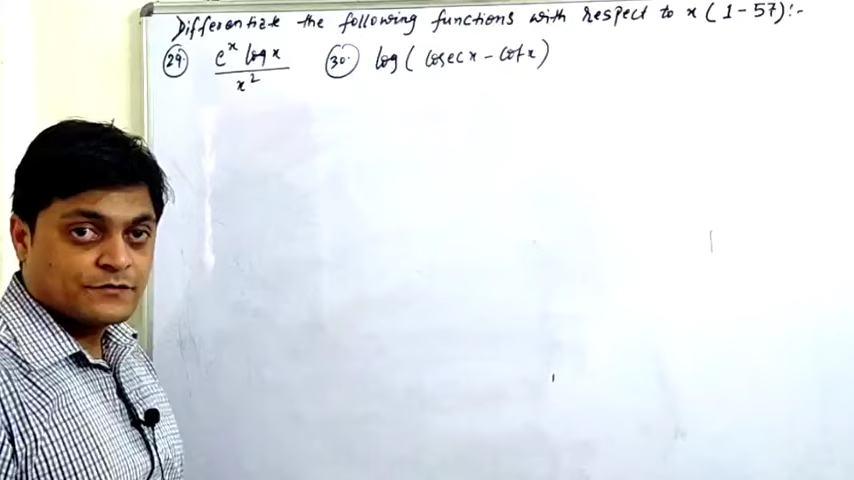 Differentiate the following functions with respect to x (1-57):-
(29.) e^x log x / x^2 (30.) log( cosec x - cot x )